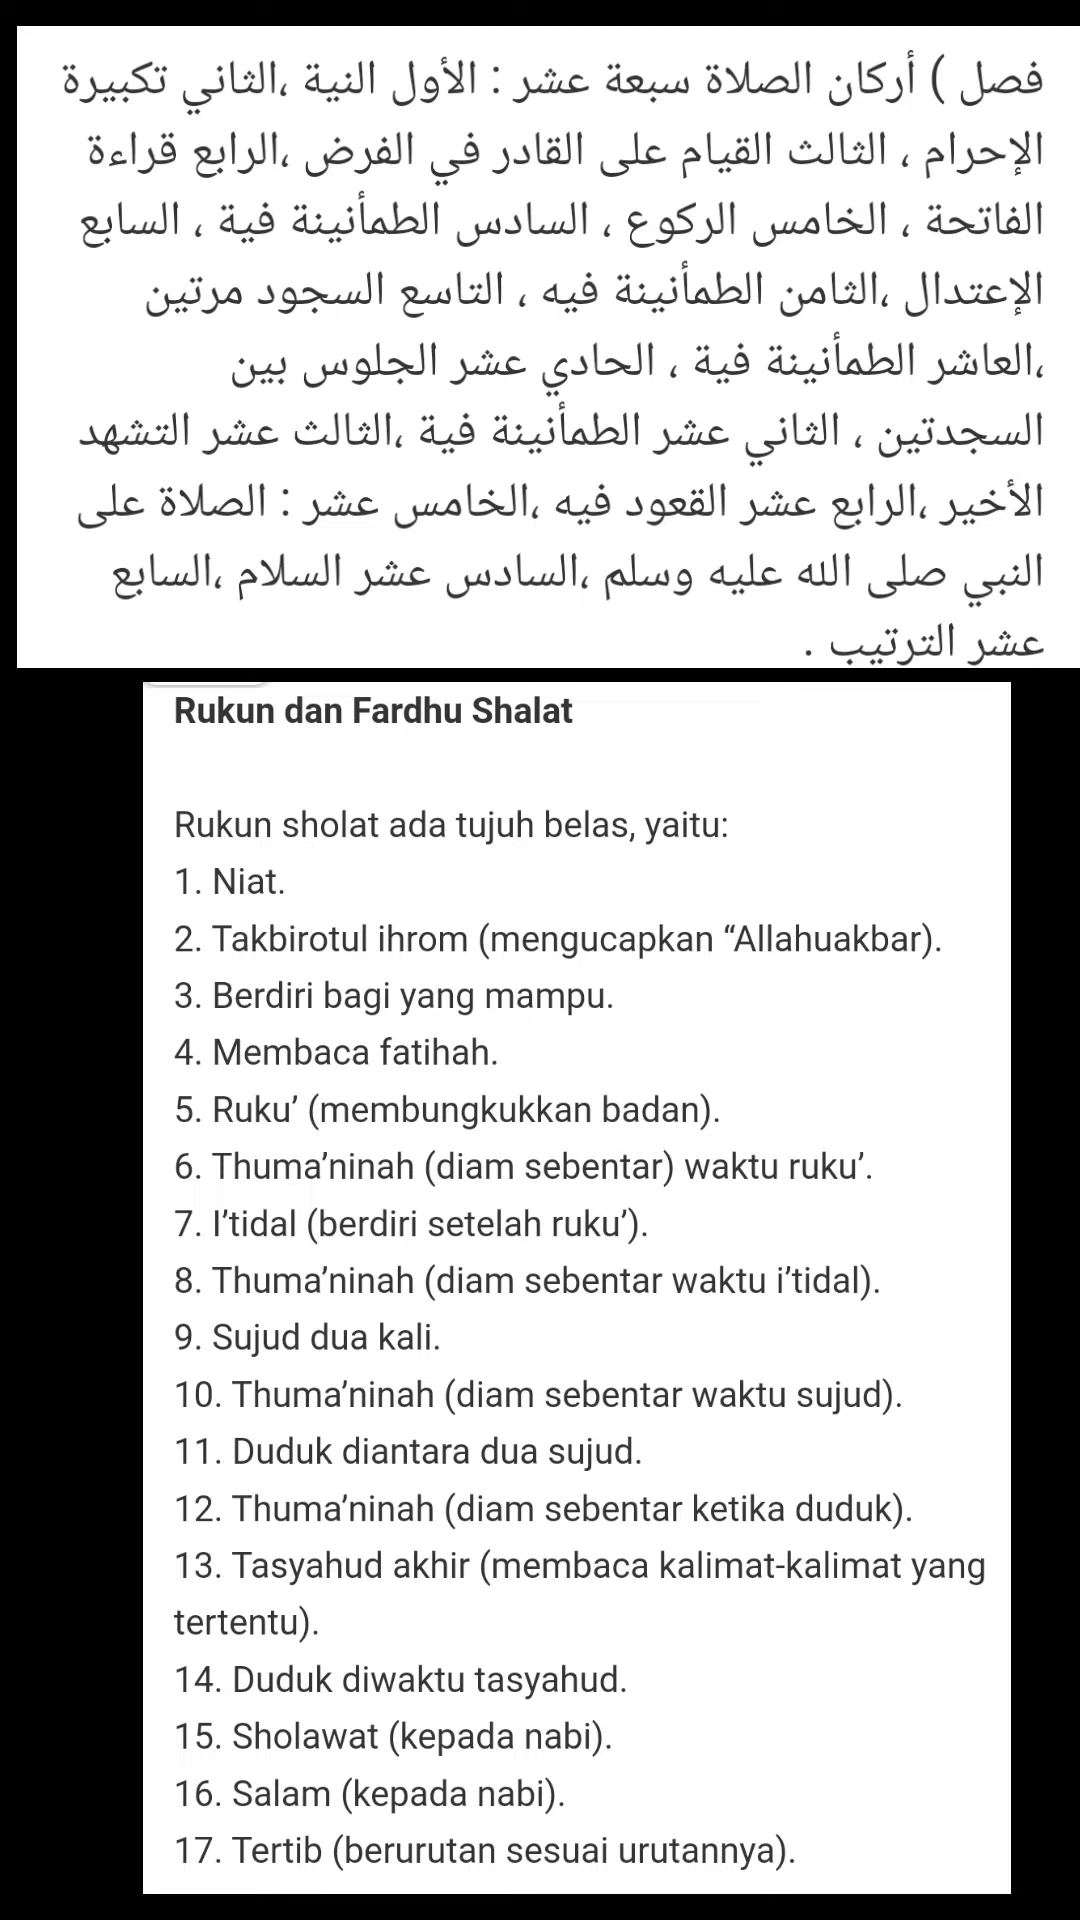 فصل ) أركان الصلاة سبعة عشر : الأول النية ،الثاني تكبيرة
الإحرام ، الثالث القيام على القادر في الفرض ،الرابع قراءة
الفاتحة ، الخامس الركوع ، السادس الطمأنينة فية ، السابع
الإعتدال ،الثامن الطمأنينة فيه ، التاسع السجود مرتين
،العاشر الطمأنينة فية ، الحادي عشر الجلوس بين
السجدتين ، الثاني عشر الطمأنينة فية ،الثالث عشر التشهد
الأخير ،الرابع عشر القعود فيه ،الخامس عشر : الصلاة على
النبي صلى الله عليه وسلم ،السادس عشر السلام ،السابع
عشر الترتيب .
Rukun dan Fardhu Shalat
Rukun sholat ada tujuh belas, yaitu:
1. Niat.
2. Takbirotul ihrom (mengucapkan “Allahuakbar).
3. Berdiri bagi yang mampu.
4. Membaca fatihah.
5. Ruku’ (membungkukkan badan).
6. Thuma’ninah (diam sebentar) waktu ruku’.
7. I’tidal (berdiri setelah ruku’).
8. Thuma’ninah (diam sebentar waktu i’tidal).
9. Sujud dua kali.
10. Thuma’ninah (diam sebentar waktu sujud).
11. Duduk diantara dua sujud.
12. Thuma’ninah (diam sebentar ketika duduk).
13. Tasyahud akhir (membaca kalimat-kalimat yang
tertentu).
14. Duduk diwaktu tasyahud.
15. Sholawat (kepada nabi).
16. Salam (kepada nabi).
17. Tertib (berurutan sesuai urutannya).